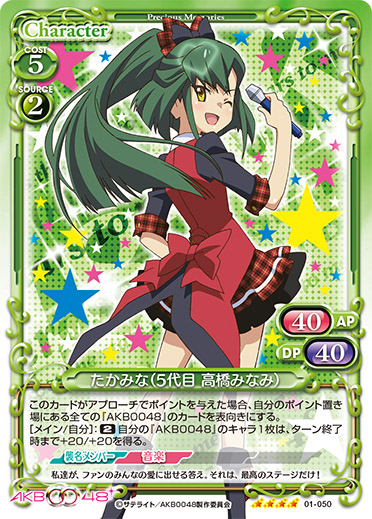 Precious Memories
Character
COST
5
SOURCE
2
40 AP
DP 40
たかみな(5代目 高橋みなみ)
このカードがアプローチでポイントを与えた場合、自分のポイント置き
場にある全ての「AKB0048」のカードを表向きにする。
[メイン/自分]:2自分の「AKB0048」のキャラ1枚は、ターン終了
時まで+20/+20を得る。
襲名メンバー 音楽
私達が、ファンのみんなの愛に出せる答え。それは、最高のステージだけ!
AKB0048
©サテライト/AKB0048製作委員会
01-050